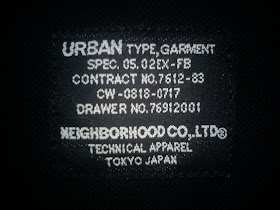 URBAN TYPE, GARMENT
SPEC. 05.02EX-FB
CONTRACT NO.7612-83
CW-0818-0717
DRAWER NO.76912001
NEIGHBORHOOD CO,.LTD®
TECHNICAL APPAREL
TOKYO JAPAN